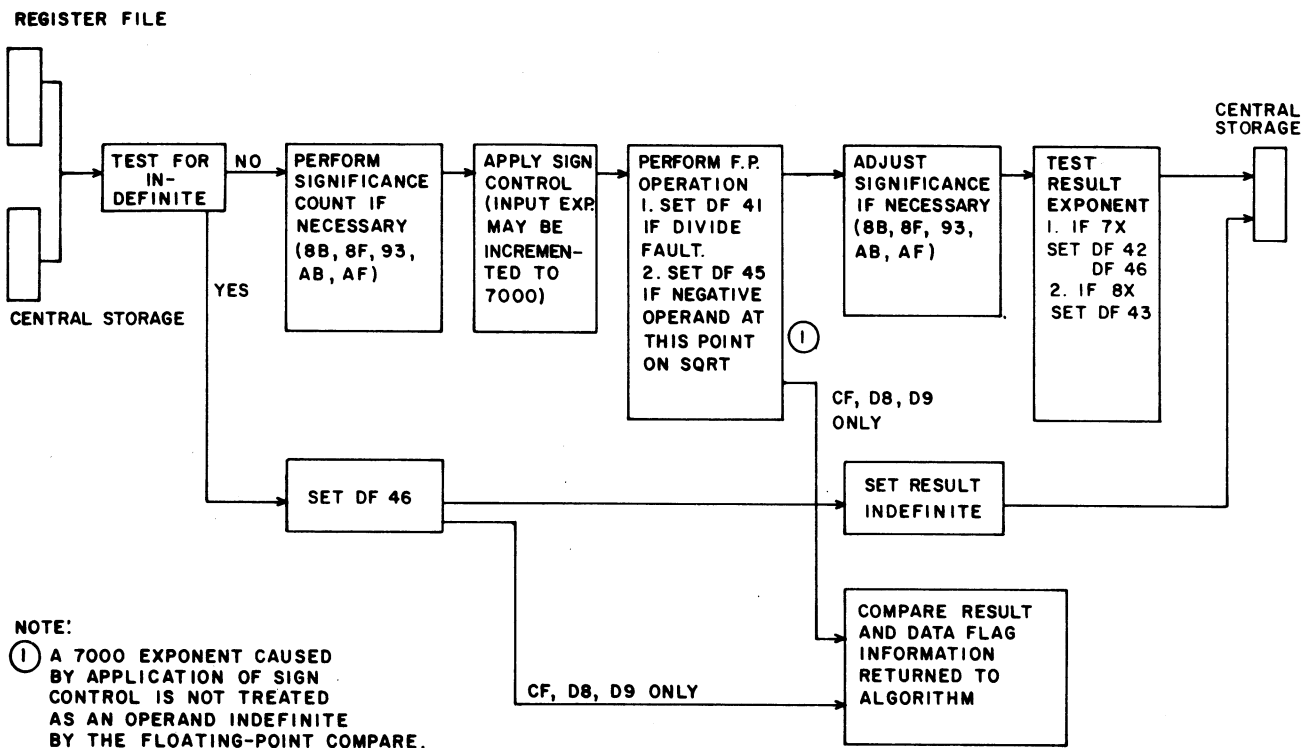 REGISTER FILE
CENTRAL STORAGE
TEST FOR
IN-
DEFINITE
NO
YES
PERFORM
SIGNIFICANCE
COUNT IF
NECESSARY
(8B, 8F, 93,
AB, AF)
APPLY SIGN
CONTROL
(INPUT EXP.
MAY BE
INCREMEN-
TED TO
7000)
PERFORM F.P.
OPERATION
1. SET DF 41
IF DIVIDE
FAULT.
2. SET DF 45
IF NEGATIVE
OPERAND AT
THIS POINT
ON SQRT
1
CF, D8, D9
ONLY
ADJUST
SIGNIFICANCE
IF NECESSARY
(8B, 8F, 93,
AB, AF)
TEST
RESULT
EXPONENT
1. IF 7X
SET DF 42
DF 46
2. IF 8X
SET DF 43
CENTRAL
STORAGE
SET DF 46
SET RESULT
INDEFINITE
CF, D8, D9 ONLY
COMPARE RESULT
AND DATA FLAG
INFORMATION
RETURNED TO
ALGORITHM
NOTE:
1 A 7000 EXPONENT CAUSED
BY APPLICATION OF SIGN
CONTROL IS NOT TREATED
AS AN OPERAND INDEFINITE
BY THE FLOATING-POINT COMPARE.